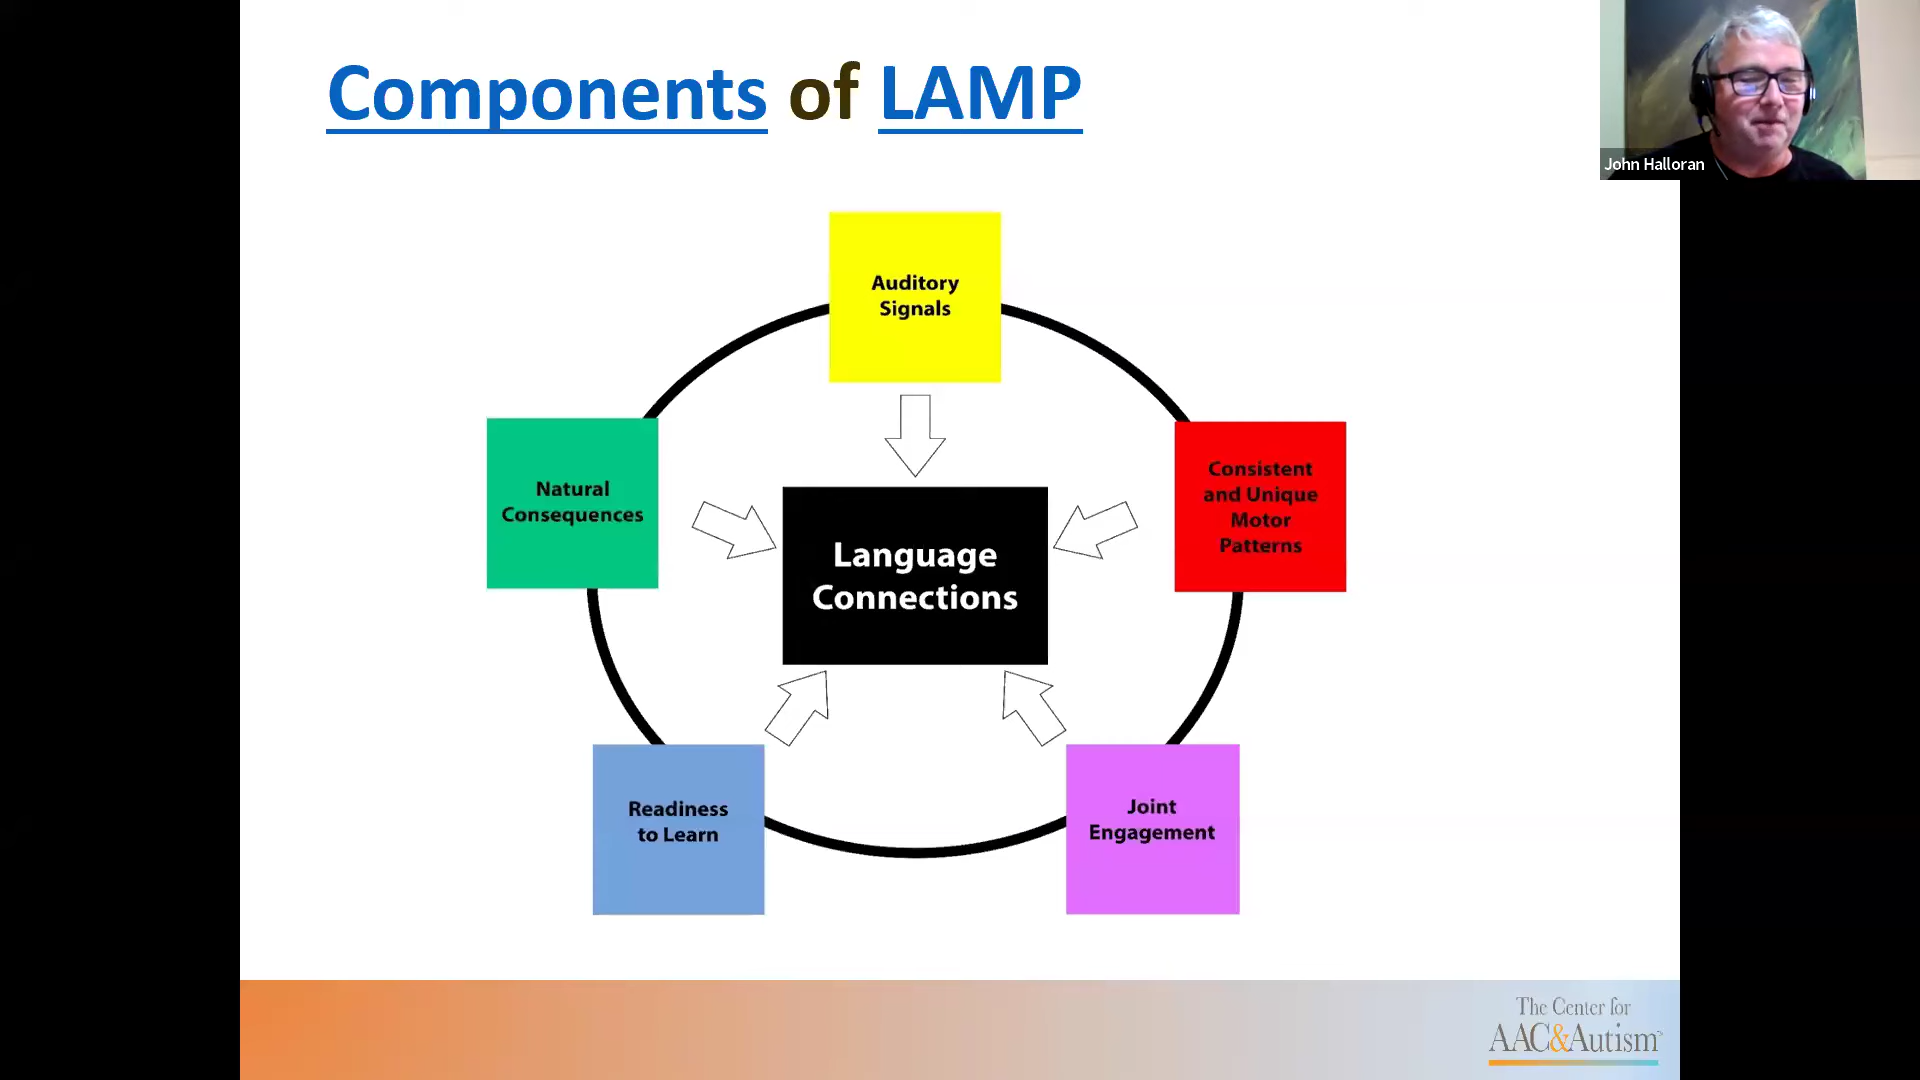 Components of LAMP
John Halloran
Auditory
Signals
Natural
Consequences
Consistent
and Unique
Motor
Patterns
Language
Connections
Readiness
to Learn
Joint
Engagement
The Center for
AAC&Autism